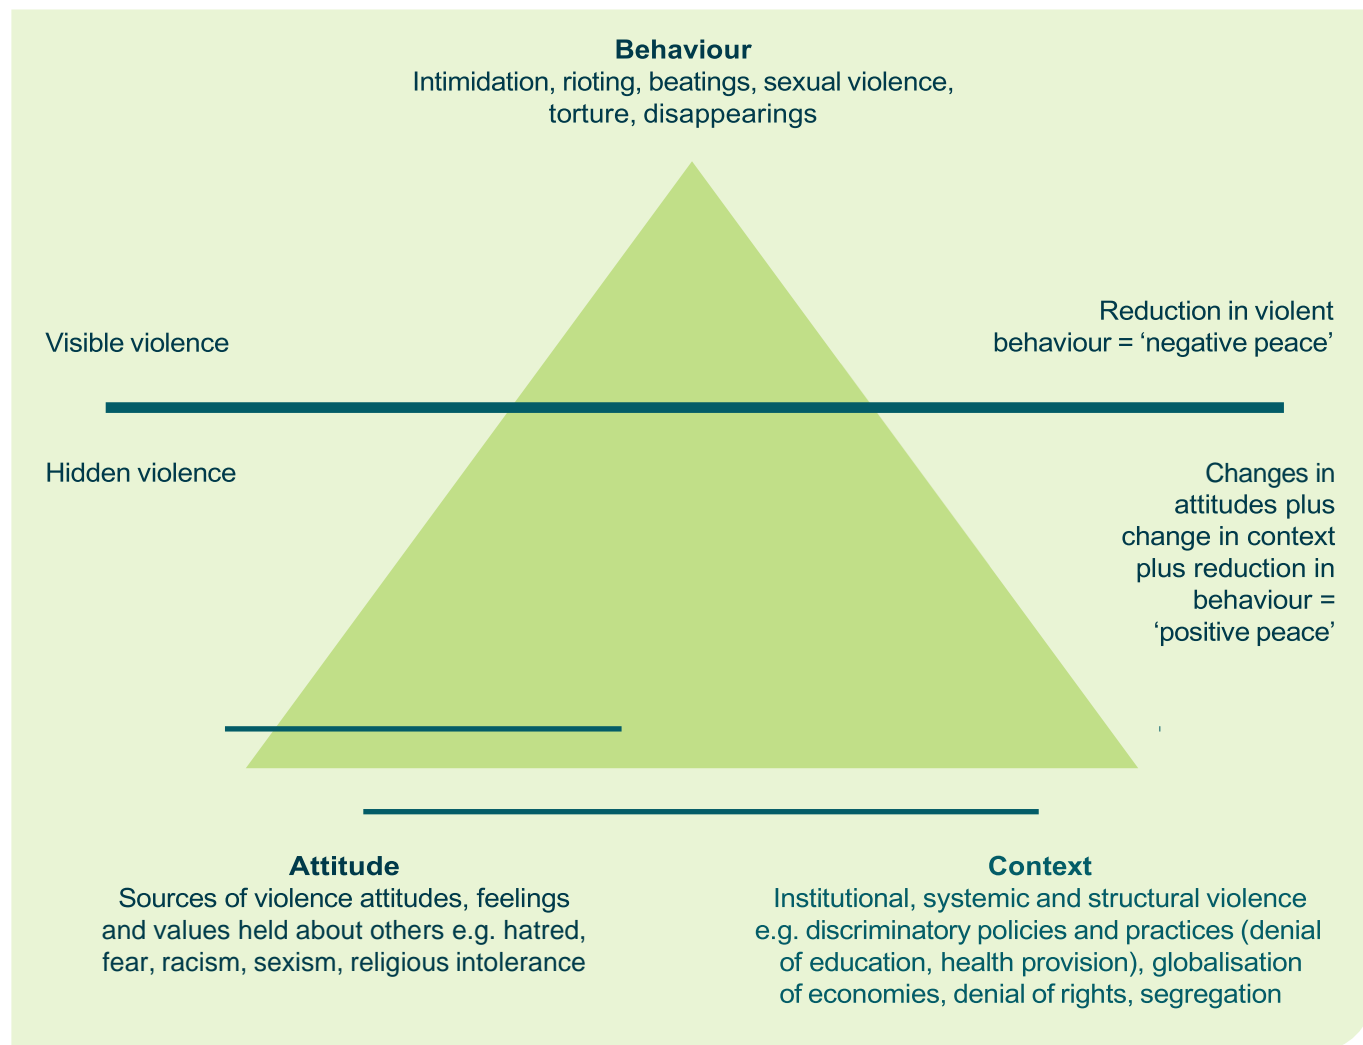 Behaviour
Intimidation, rioting, beatings, sexual violence,
torture, disappearings
Visible violence
Reduction in violent
behaviour = ‘negative peace’
Hidden violence
Changes in
attitudes plus
change in context
plus reduction in
behaviour =
‘positive peace’
Attitude
Sources of violence attitudes, feelings
and values held about others e.g. hatred,
fear, racism, sexism, religious intolerance
Context
Institutional, systemic and structural violence
e.g. discriminatory policies and practices (denial
of education, health provision), globalisation
of economies, denial of rights, segregation